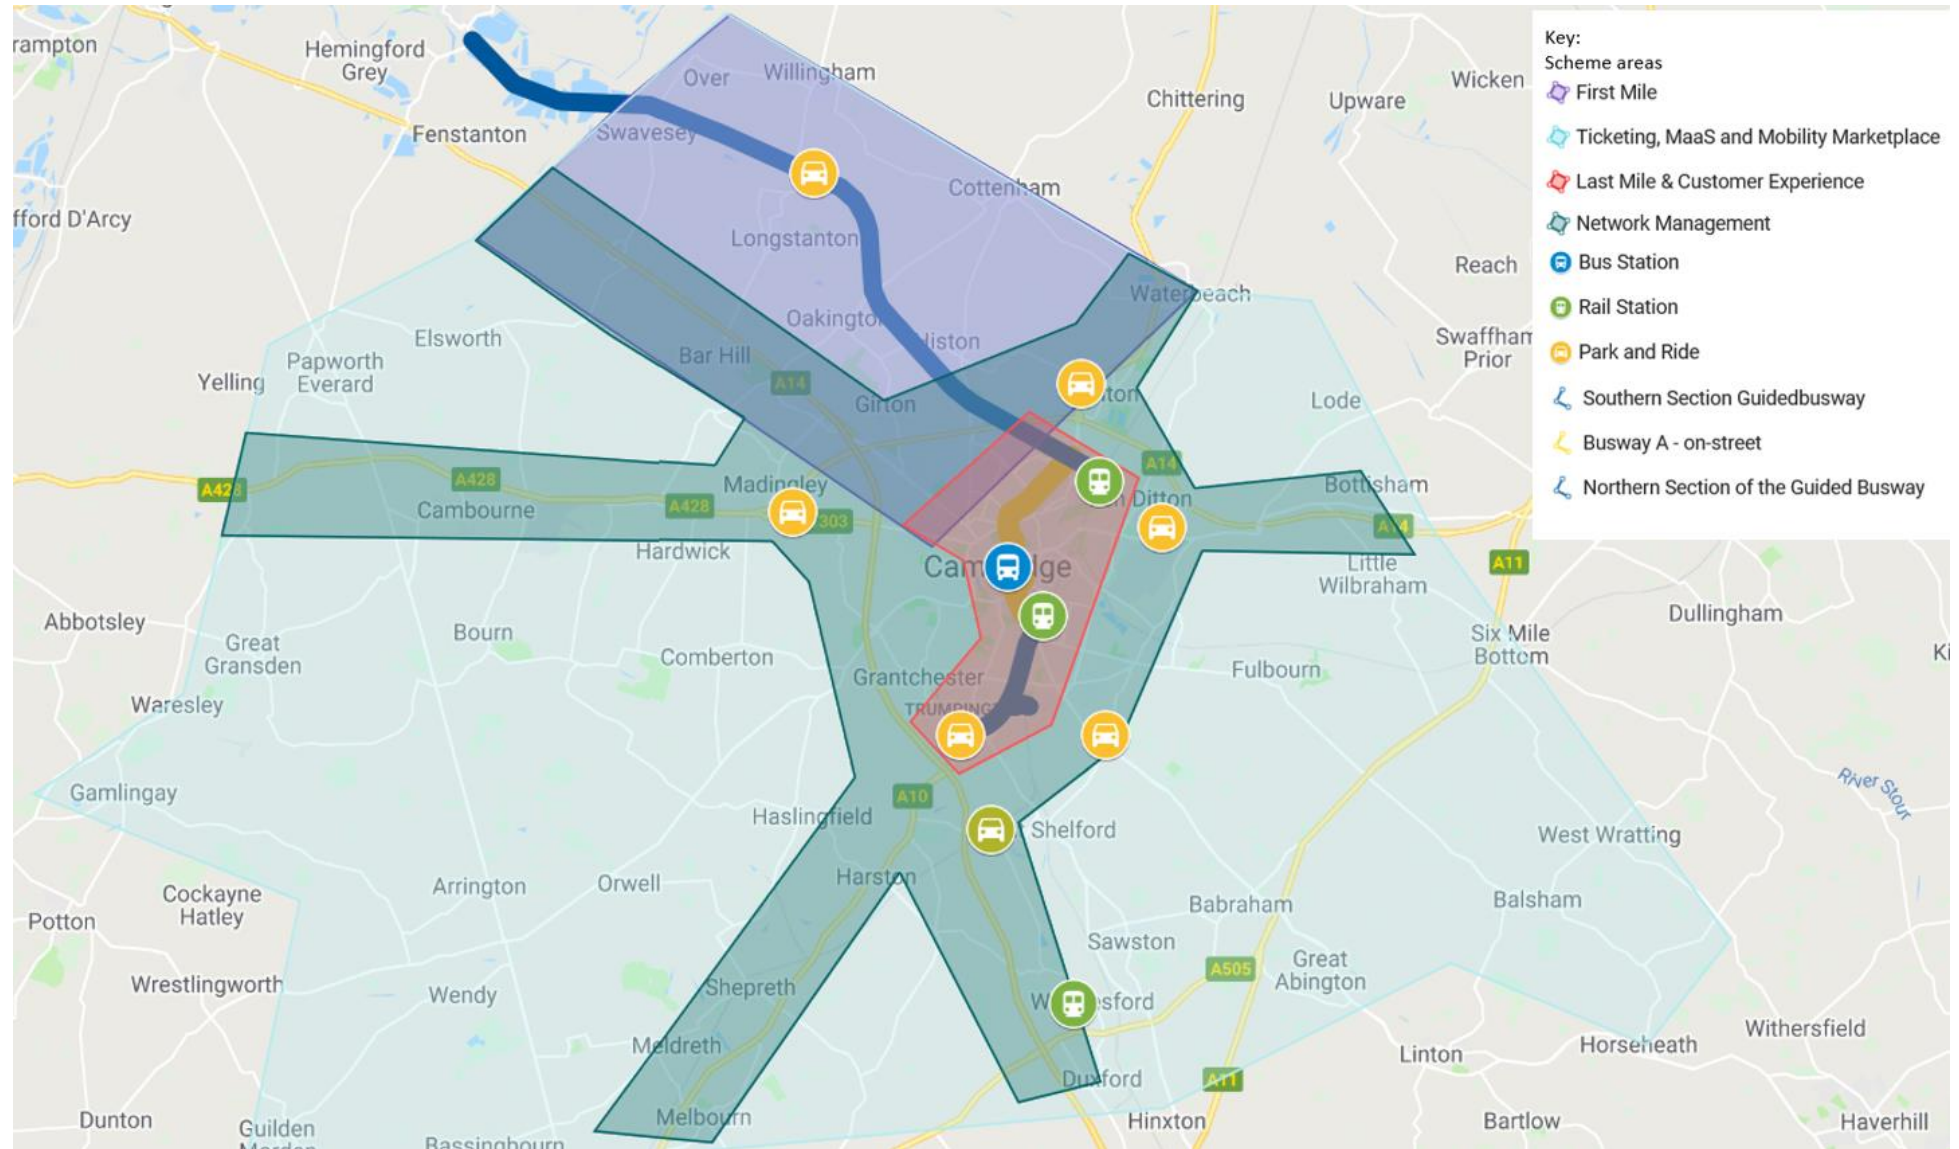 Key:
Scheme areas
First Mile
Ticketing, MaaS and Mobility Marketplace
Last Mile & Customer Experience
Network Management
Bus Station
Rail Station
Park and Ride
Southern Section Guidedbusway
Busway A - on-street
Northern Section of the Guided Busway
rampton
Hemingford
Grey
Over
Willingham
Chittering
Upware
Wicken
Fenstanton
Swavesey
Cottenham
fford D'Arcy
Longstanton
Reach
Waterbeach
Oakington
Histon
Swaffham
Prior
Elsworth
Papworth
Everard
Yelling
Bar Hill
A14
Girton
Lode
A428
A428
A428
Cambourne
Madingley
303
A14
Ditton
Bottisham
A14
Hardwick
Little
Wilbraham
A11
Abbotsley
Great
Gransden
Bourn
Comberton
Grantchester
Fulbourn
Six Mile
Bottom
Dullingham
Ki
Waresley
TRUMPING
Gamlingay
A10
Haslingfield
Shelford
River Stour
West Wratting
Cockayne
Hatley
Arrington
Orwell
Harston
Babraham
Balsham
Potton
Sawston
A505
Great
Abington
Wrestlingworth
Wendy
Shepreth
Withersfield
Meldreth
Linton
Horseheath
Duxford
A11
Dunton
Guilden
Morden
Bassingbourn
Melbourn
Hinxton
Bartlow
Haverhill